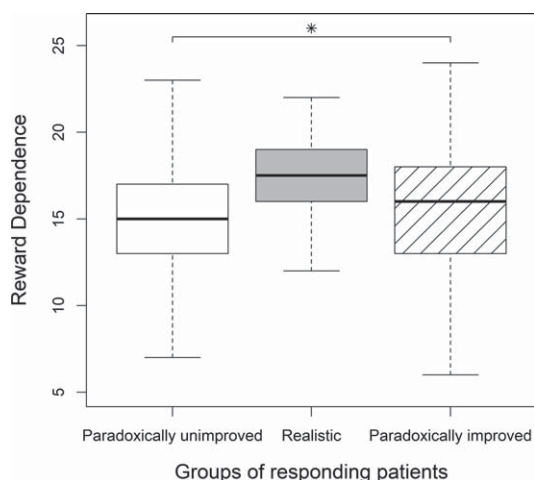 *
25
20
15
10
5
Reward Dependence
Paradoxically unimproved Realistic Paradoxically improved
Groups of responding patients